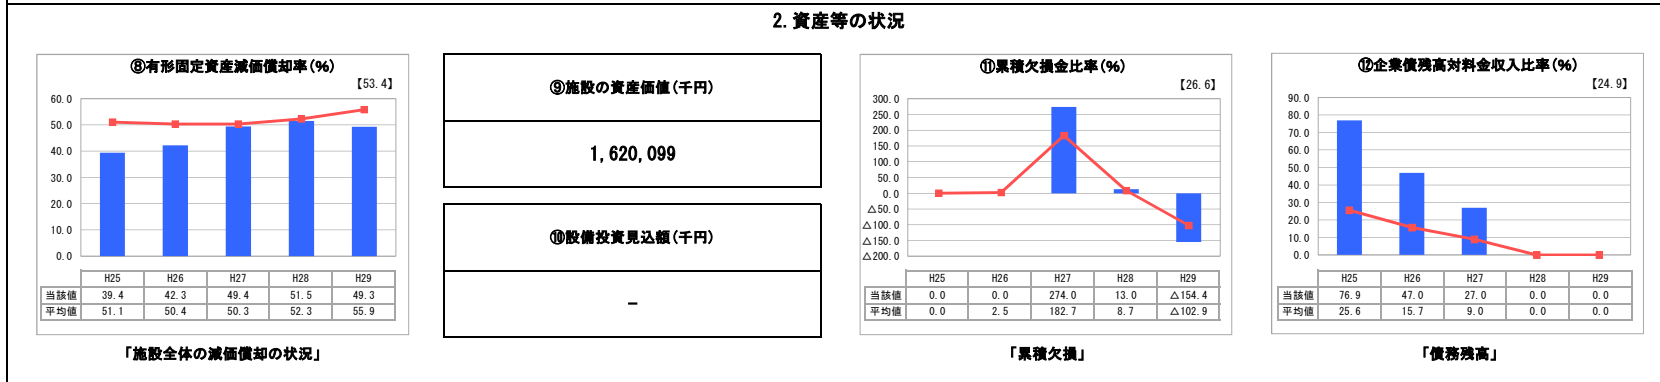 2. 資産等の状況
⑧有形固定資産減価償却率(%)
【53.4】
60.0
50.0
40.0
30.0
20.0
10.0
0.0
H25 H26 H27 H28 H29
当該値 39.4 42.3 49.4 51.5 49.3
平均値 51.1 50.4 50.3 52.3 55.9
「施設全体の減価償却の状況」
⑨施設の資産価値(千円)
1,620,099
⑩設備投資見込額(千円)
-
⑪累積欠損金比率(%)
【26.6】
300.0
250.0
200.0
150.0
100.0
50.0
0.0
△50.0
△100.0
△150.0
△200.0
H25 H26 H27 H28 H29
当該値 0.0 0.0 274.0 13.0 △154.4
平均値 0.0 2.5 182.7 8.7 △102.9
「累積欠損」
⑫企業債残高対料金収入比率(%)
【24.9】
90.0
80.0
70.0
60.0
50.0
40.0
30.0
20.0
10.0
0.0
H25 H26 H27 H28 H29
当該値 76.9 47.0 27.0 0.0 0.0
平均値 25.6 15.7 9.0 0.0 0.0
「債務残高」